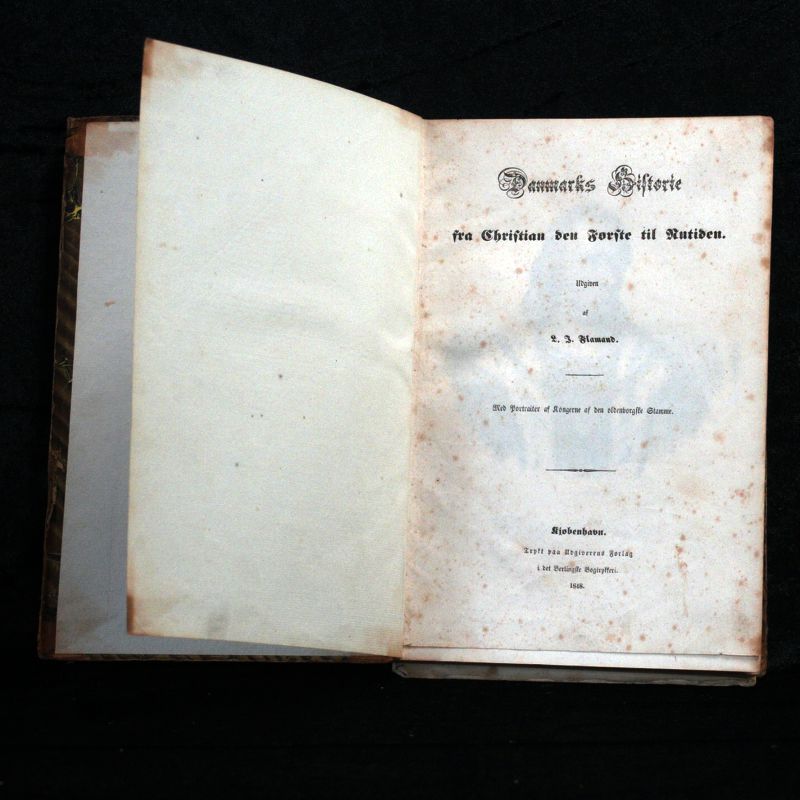 Danmarks Historie
fra Christian den Første til Nutiden.
Udgiven
af
L. J. Flamand.
Med Portraiter af Kongerne af den oldenborgske Stamme.
Kjøbenhavn.
Trykt paa Udgiverens Forlag
i det Berlingske Bogtrykkeri.
1848.